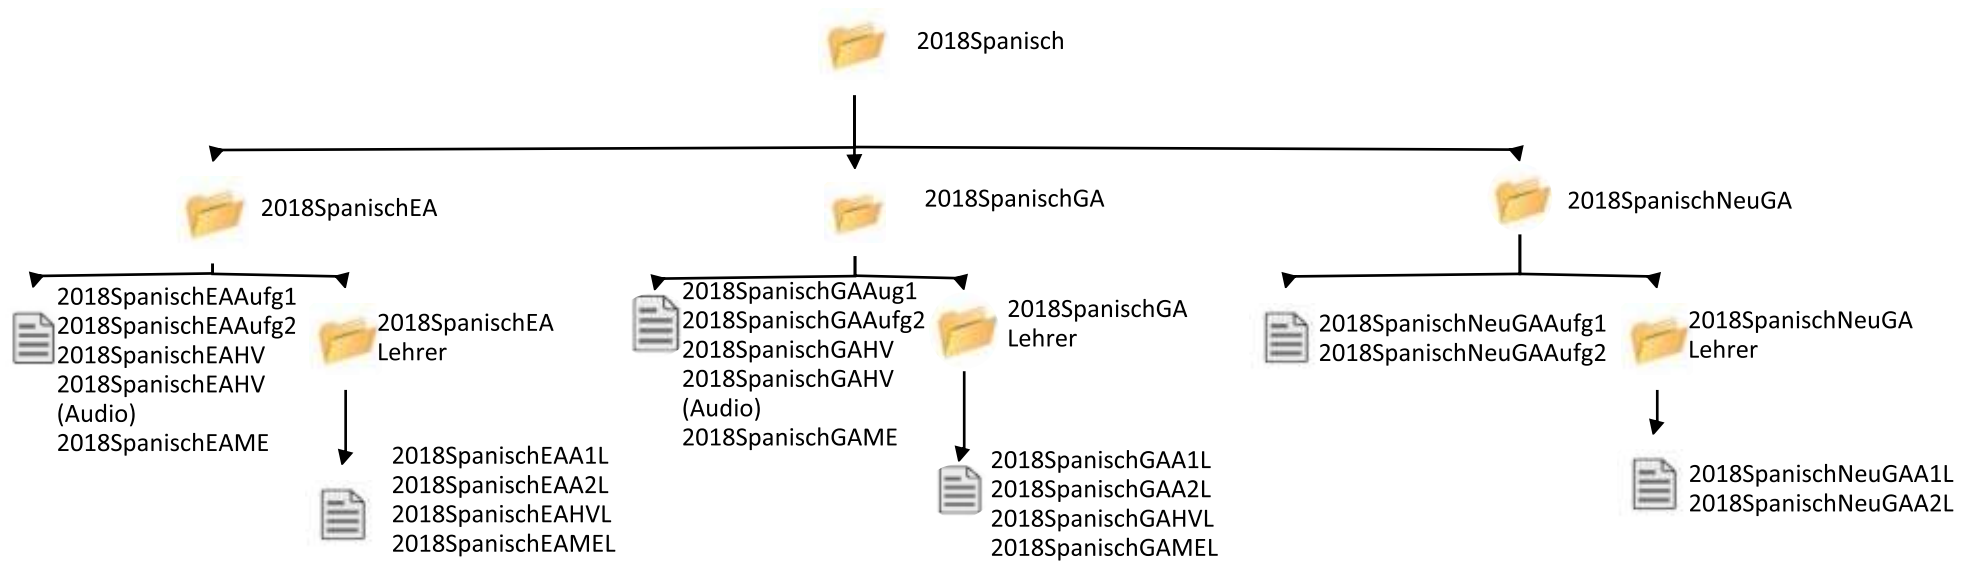 2018Spanisch
2018SpanischEA
2018SpanischGA
2018SpanischNeuGA
2018SpanischEAAufg1
2018SpanischEAAufg2
2018SpanischEAHV
2018SpanischEAHV
(Audio)
2018SpanischEAME
2018SpanischEA
Lehrer
2018SpanischEAA1L
2018SpanischEAA2L
2018SpanischEAHVL
2018SpanischEAMEL
2018SpanischGAAug1
2018SpanischGAAufg2
2018SpanischGAHV
2018SpanischGAHV
(Audio)
2018SpanischGAME
2018SpanischGA
Lehrer
2018SpanischGAA1L
2018SpanischGAA2L
2018SpanischGAHVL
2018SpanischGAMEL
2018SpanischNeuGAAufg1
2018SpanischNeuGAAufg2
2018SpanischNeuGA
Lehrer
2018SpanischNeuGAA1L
2018SpanischNeuGAA2L